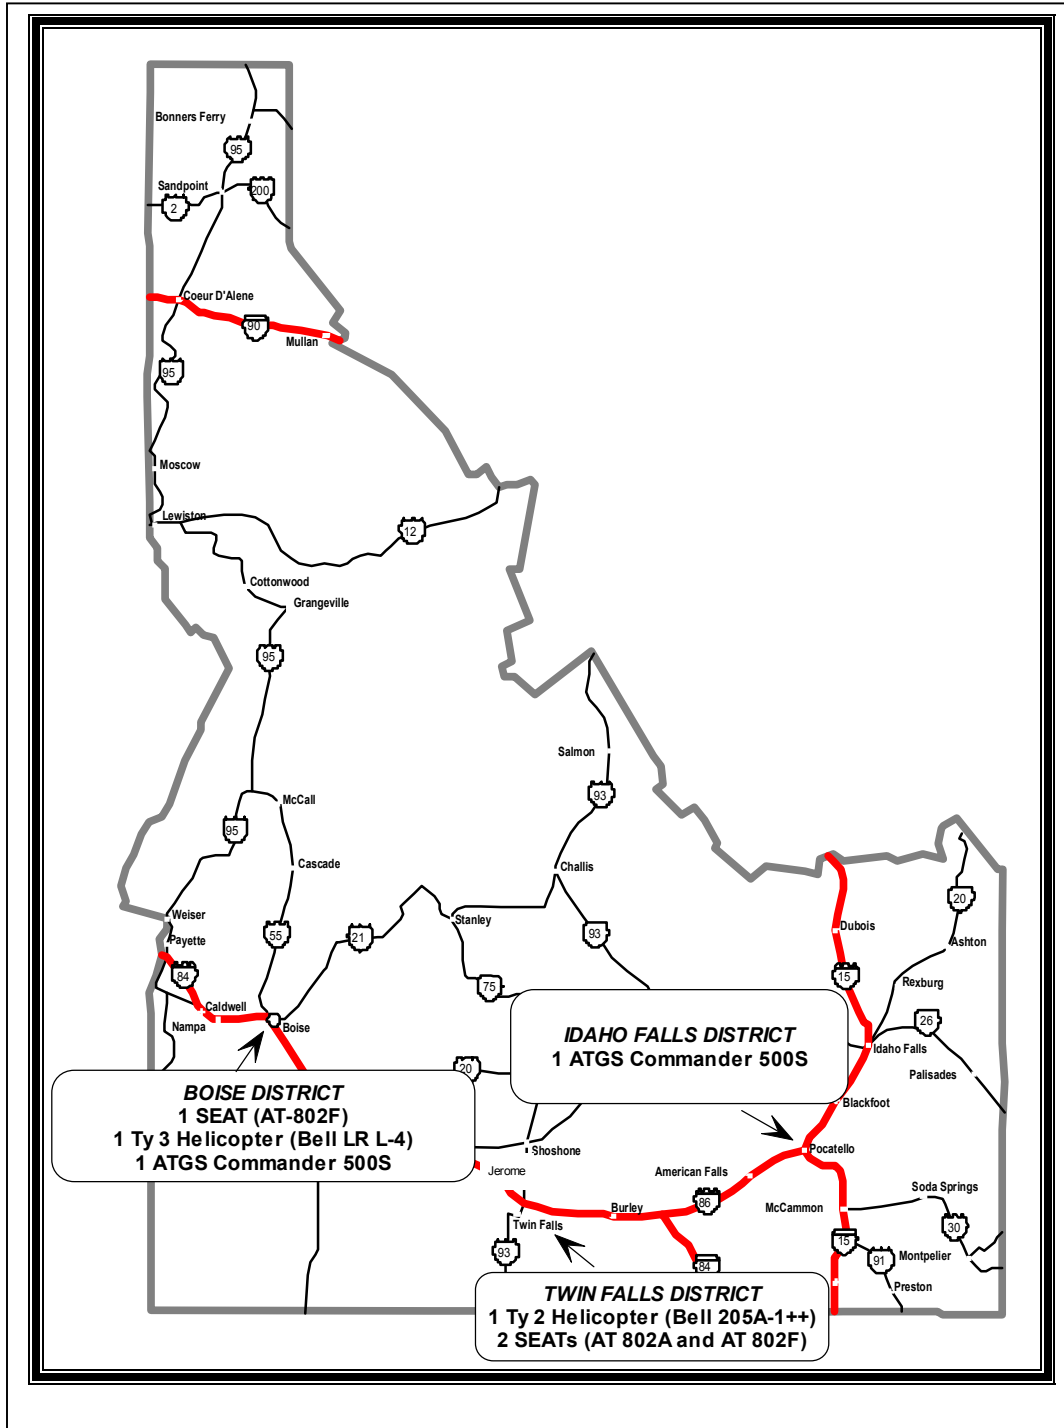 Bonners Ferry
95
Sandpoint
200
2
Coeur D'Alene
90
Mullan
95
Moscow
Lewiston
12
Cottonwood
Grangeville
95
Salmon
93
McCall
95
Cascade
Challis
20
Weiser
Stanley
Dubois
Payette
55
21
93
Ashton
84
75
15
Rexburg
Caldwell
Nampa
Boise
26
IDAHO FALLS DISTRICT
1 ATGS Commander 500S
Idaho Falls
20
Palisades
BOISE DISTRICT
1 SEAT (AT-802F)
1 Ty 3 Helicopter (Bell LR L-4)
1 ATGS Commander 500S
Blackfoot
Shoshone
Pocatello
Jerome
American Falls
Soda Springs
86
Burley
McCammon
Twin Falls
30
93
15
84
91
Montpelier
Preston
TWIN FALLS DISTRICT
1 Ty 2 Helicopter (Bell 205A-1++)
2 SEATs (AT 802A and AT 802F)